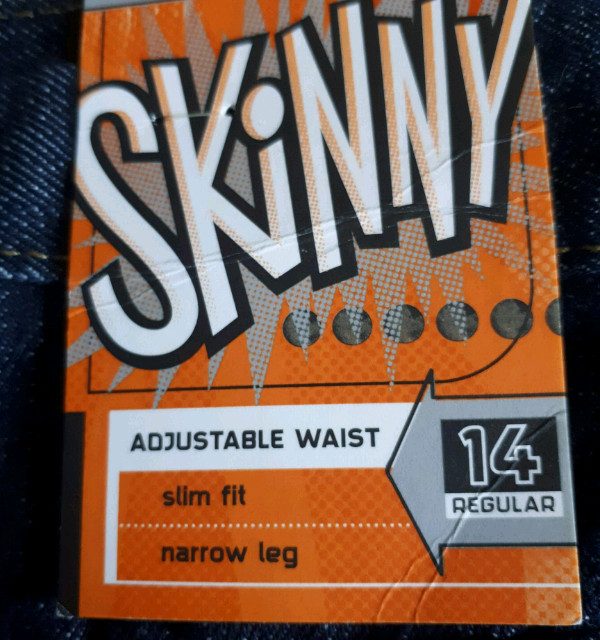 SKiNNY
ADJUSTABLE WAIST
slim fit
narrow leg
14
REGULAR